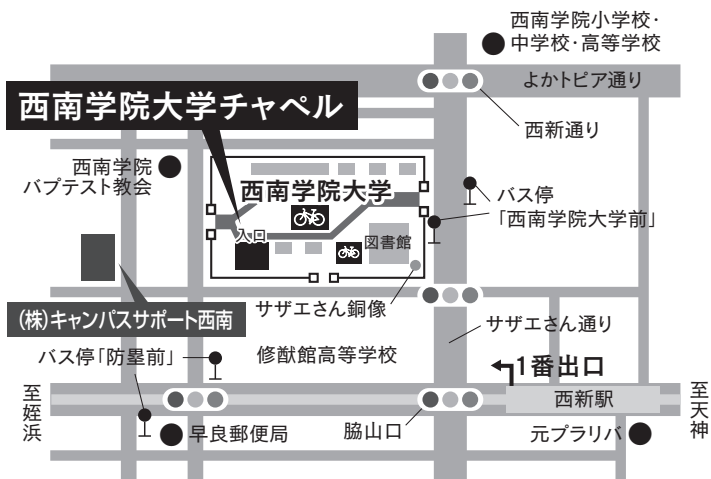 西南学院小学校・
中学校・高等学校
よかトピア通り
西南学院大学チャペル
西新通り
西南学院
バプテスト教会
西南学院大学
バス停
「西南学院大学前」
入口
図書館
(株)キャンパスサポート西南
サザエさん銅像
サザエさん通り
バス停「防塁前」
修猷館高等学校
1番出口
至姪浜
西新駅
至天神
早良郵便局
脇山口
元プラリバ